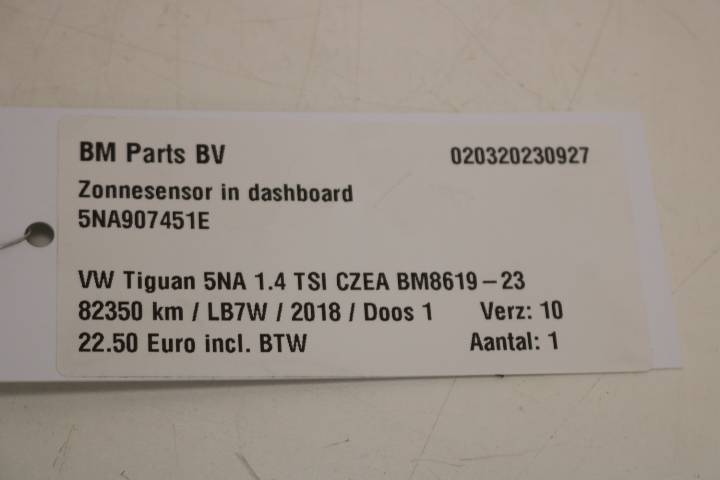 BM Parts BV 020320230927
Zonnesensor in dashboard
5NA907451E
VW Tiguan 5NA 1.4 TSI CZEA BM8619-23
82350 km / LB7W / 2018 / Doos 1 Verz: 10
22.50 Euro incl. BTW Aantal: 1